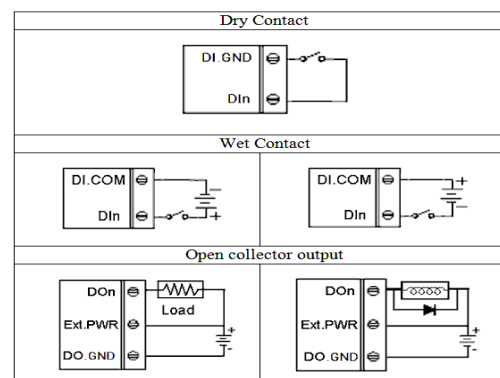 Dry Contact
DI.GND
DIn
Wet Contact
DI.COM
DIn
DI.COM
DIn
Open collector output
DOn
Load
Ext.PWR
DO.GND
DOn
Ext.PWR
DO.GND